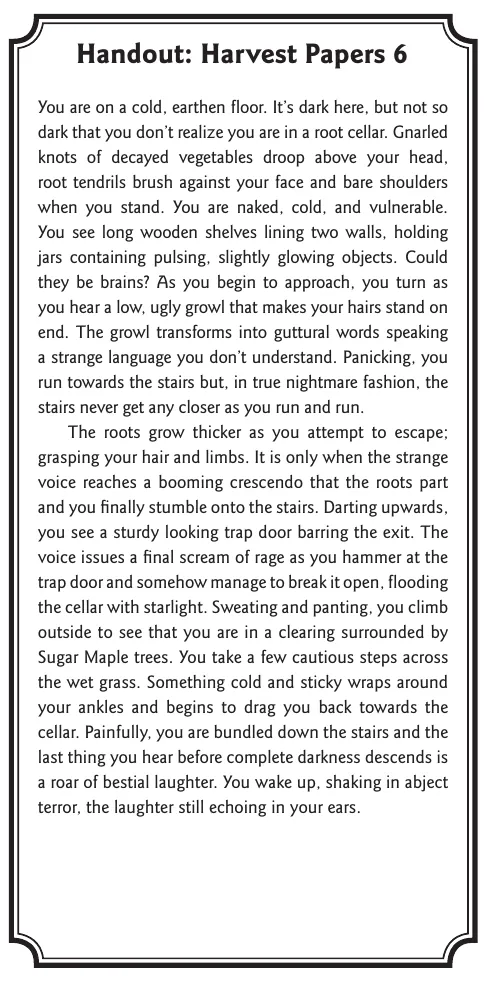 Handout: Harvest Papers 6
You are on a cold, earthen floor. It’s dark here, but not so
dark that you don’t realize you are in a root cellar. Gnarled
knots of decayed vegetables droop above your head,
root tendrils brush against your face and bare shoulders
when you stand. You are naked, cold, and vulnerable.
You see long wooden shelves lining two walls, holding
jars containing pulsing, slightly glowing objects. Could
they be brains? As you begin to approach, you turn as
you hear a low, ugly growl that makes your hairs stand on
end. The growl transforms into guttural words speaking
a strange language you don’t understand. Panicking, you
run towards the stairs but, in true nightmare fashion, the
stairs never get any closer as you run and run.
The roots grow thicker as you attempt to escape;
grasping your hair and limbs. It is only when the strange
voice reaches a booming crescendo that the roots part
and you finally stumble onto the stairs. Darting upwards,
you see a sturdy looking trap door barring the exit. The
voice issues a final scream of rage as you hammer at the
trap door and somehow manage to break it open, flooding
the cellar with starlight. Sweating and panting, you climb
outside to see that you are in a clearing surrounded by
Sugar Maple trees. You take a few cautious steps across
the wet grass. Something cold and sticky wraps around
your ankles and begins to drag you back towards the
cellar. Painfully, you are bundled down the stairs and the
last thing you hear before complete darkness descends is
a roar of bestial laughter. You wake up, shaking in abject
terror, the laughter still echoing in your ears.